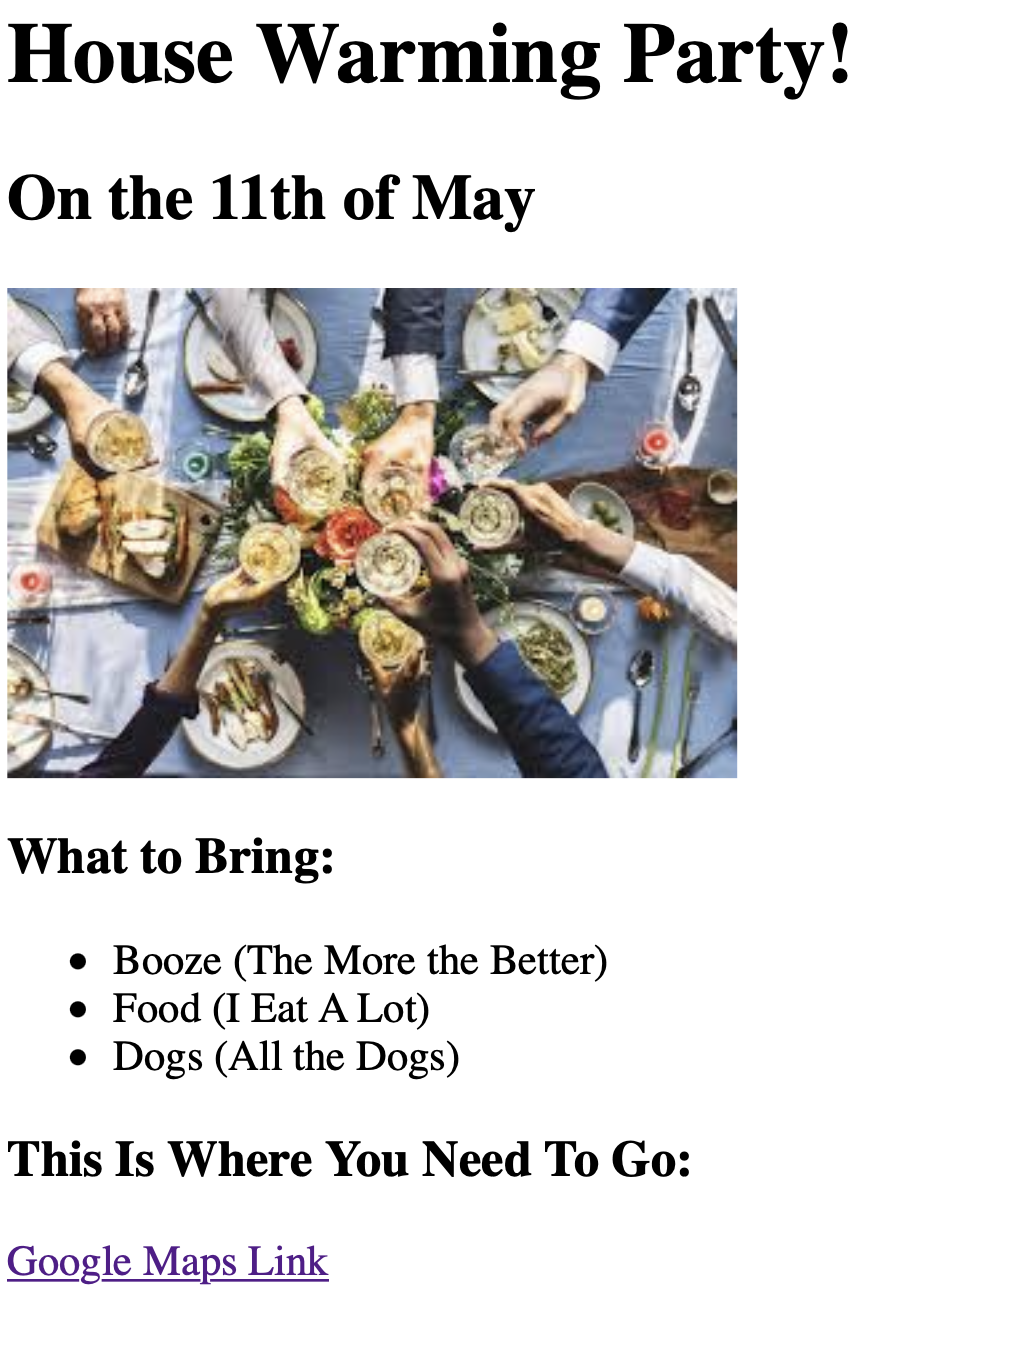 House Warming Party!
On the 11th of May
What to Bring:
Booze (The More the Better)
Food (I Eat A Lot)
Dogs (All the Dogs)
This Is Where You Need To Go:
Google Maps Link